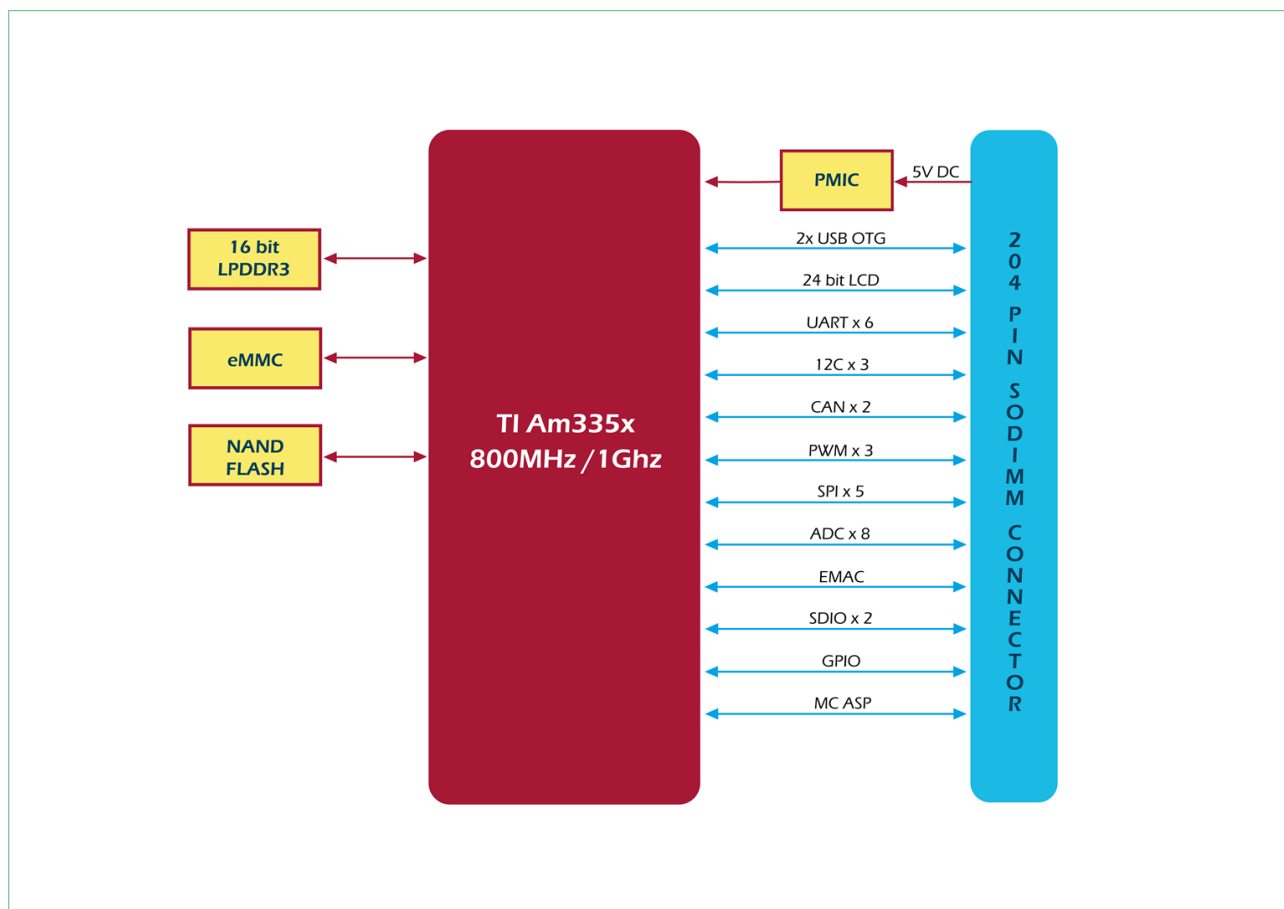 16 bit
LPDDR3
eMMC
NAND
FLASH
TI Am335x
800MHz /1Ghz
PMIC
5V DC
2x USB OTG
24 bit LCD
UART x 6
12C x 3
CAN x 2
PWM x 3
SPI x 5
ADC x 8
EMAC
SDIO x 2
GPIO
MC ASP
204 PIN SODIMM CONNECTOR